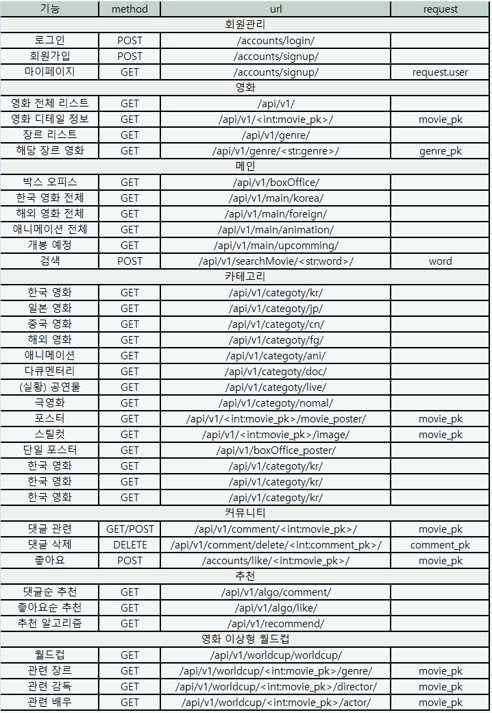 기능 method url request
회원관리
로그인 POST /accounts/login/
회원가입 POST /accounts/signup/
마이페이지 GET /accounts/signup/ request.user
영화
영화 전체 리스트 GET /api/v1/
영화 디테일 정보 GET /api/v1/<int:movie_pk>/ movie_pk
장르 리스트 GET /api/v1/genre/
해당 장르 영화 GET /api/v1/genre/<str:genre>/ genre_pk
메인
박스 오피스 GET /api/v1/boxOffice/
한국 영화 전체 GET /api/v1/main/korea/
해외 영화 전체 GET /api/v1/main/foreign/
애니메이션 전체 GET /api/v1/main/animation/
개봉 예정 GET /api/v1/main/upcomming/
검색 POST /api/v1/searchMovie/<str:word>/ word
카테고리
한국 영화 GET /api/v1/categoty/kr/
일본 영화 GET /api/v1/categoty/jp/
중국 영화 GET /api/v1/categoty/cn/
해외 영화 GET /api/v1/categoty/fg/
애니메이션 GET /api/v1/categoty/ani/
다큐멘터리 GET /api/v1/categoty/doc/
(실황) 공연물 GET /api/v1/categoty/live/
극영화 GET /api/v1/categoty/nomal/
포스터 GET /api/v1/<int:movie_pk>/movie_poster/ movie_pk
스틸컷 GET /api/v1/<int:movie_pk>/image/ movie_pk
단일 포스터 GET /api/v1/boxOffice_poster/
한국 영화 GET /api/v1/categoty/kr/
한국 영화 GET /api/v1/categoty/kr/
한국 영화 GET /api/v1/categoty/kr/
커뮤니티
댓글 관련 GET/POST /api/v1/comment/<int:movie_pk>/ movie_pk
댓글 삭제 DELETE /api/v1/comment/delete/<int:comment_pk>/ comment_pk
좋아요 POST /accounts/like/<int:movie_pk>/ movie_pk
추천
댓글순 추천 GET /api/v1/algo/comment/
좋아요순 추천 GET /api/v1/algo/like/
추천 알고리즘 GET /api/v1/recommend/
영화 이상형 월드컵
월드컵 GET /api/v1/worldcup/worldcup/
관련 장르 GET /api/v1/worldcup/<int:movie_pk>/genre/ movie_pk
관련 감독 GET /api/v1/worldcup/<int:movie_pk>/director/ movie_pk
관련 배우 GET /api/v1/worldcup/<int:movie_pk>/actor/ movie_pk